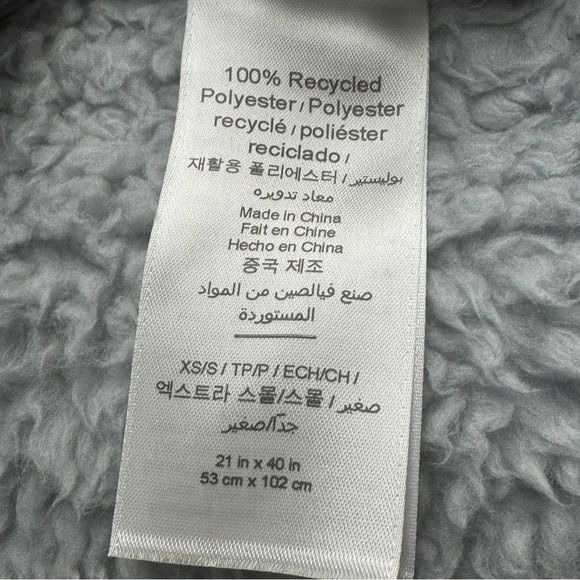 100% Recycled
Polyester / Polyester
recyclé / poliéster
reciclado /
재활용 폴리에스터 / بوليستير
معاد تدويره
Made in China
Fait en Chine
Hecho en China
중국 제조
صنع فيالصين من المواد
المستوردة
XS/S / TP/P / ECH/CH /
엑스트라 스몰/스몰 / صغير
جدًا/صغير
21 in x 40 in
53 cm x 102 cm